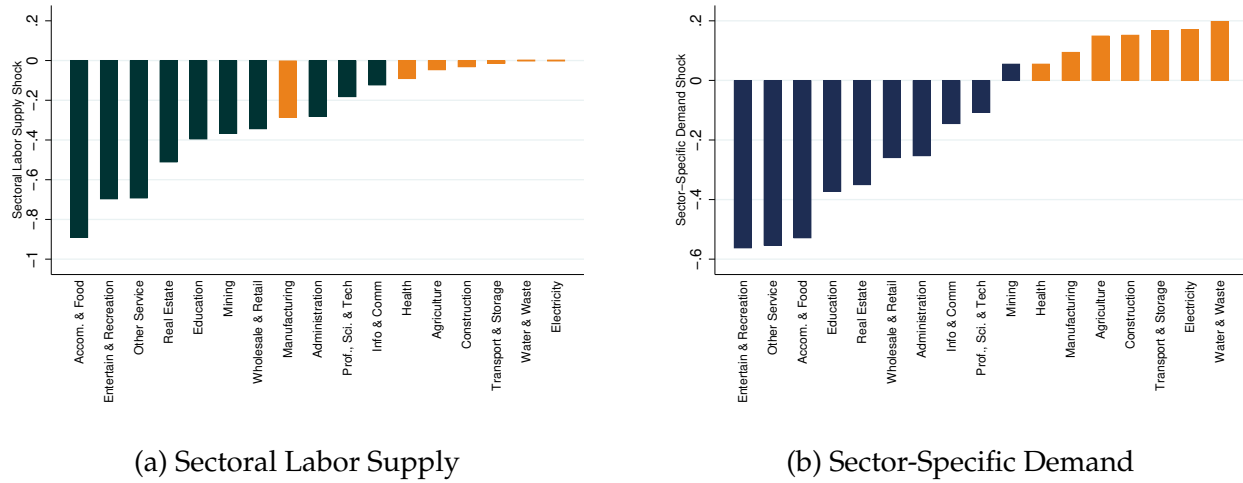 Sectoral Labor Supply Shock
.2
0
-.2
-.4
-.6
-.8
-1
Accom. & Food
Entertain & Recreation
Other Service
Real Estate
Education
Mining
Wholesale & Retail
Manufacturing
Administration
Prof., Sci. & Tech
Info & Comm
Health
Agriculture
Construction
Transport & Storage
Water & Waste
Electricity
(a) Sectoral Labor Supply
Sector-Specific Demand Shock
.2
0
-.2
-.4
-.6
Entertain & Recreation
Other Service
Accom. & Food
Education
Real Estate
Wholesale & Retail
Administration
Info & Comm
Prof., Sci. & Tech
Mining
Health
Manufacturing
Agriculture
Construction
Transport & Storage
Electricity
Water & Waste
(b) Sector-Specific Demand